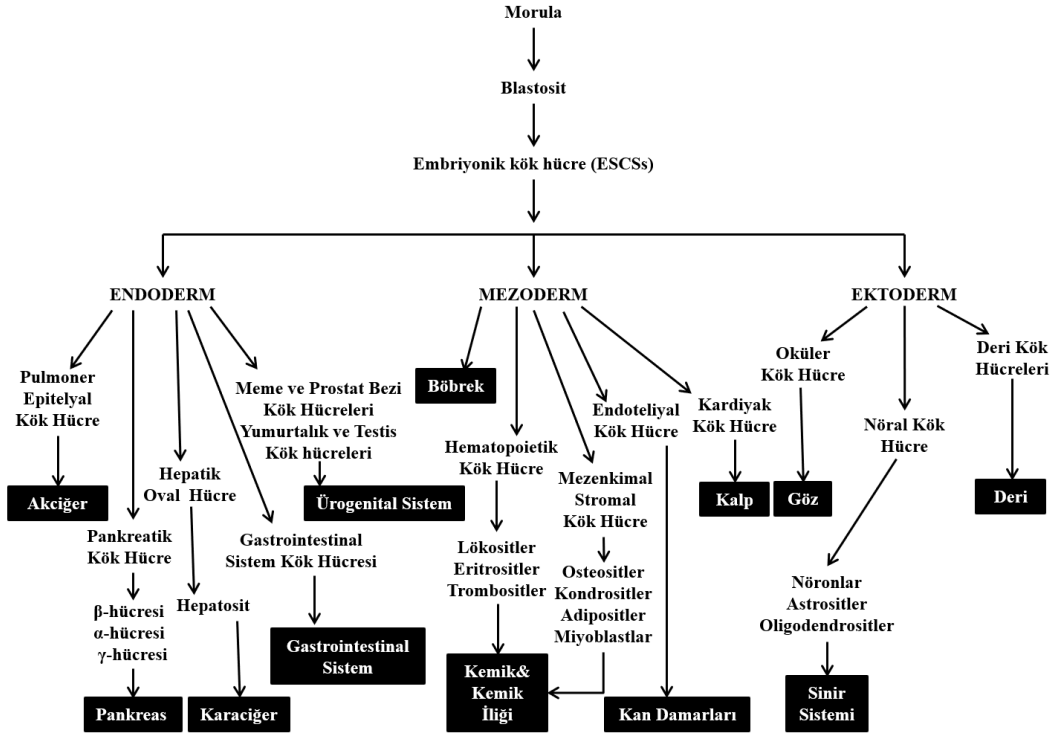 Morula
Blastosit
Embriyonik kök hücre (ESCSs)
ENDODERM
MEZODERM
EKTODERM
Pulmoner
Epitelyal
Kök Hücre
Akciğer
Pankreatik
Kök Hücre
β-hücresi
α-hücresi
γ-hücresi
Pankreas
Hepatik
Oval Hücre
Hepatosit
Karaciğer
Gastrointestinal
Sistem Kök Hücresi
Gastrointestinal
Sistem
Meme ve Prostat Bezi
Kök Hücreleri
Yumurtalık ve Testis
Kök hücreleri
Ürogenital Sistem
Böbrek
Hematopoietik
Kök Hücre
Lökositler
Eritrositler
Trombositler
Kemik&
Kemik
İliği
Mezenkimal
Stromal
Kök Hücre
Osteositler
Kondrositler
Adipositler
Miyoblastlar
Endoteliyal
Kök Hücre
Kan Damarları
Kardiyak
Kök Hücre
Kalp
Oküler
Kök Hücre
Göz
Nöral Kök
Hücre
Nöronlar
Astrositler
Oligodendrositler
Sinir
Sistemi
Deri Kök
Hücreleri
Deri